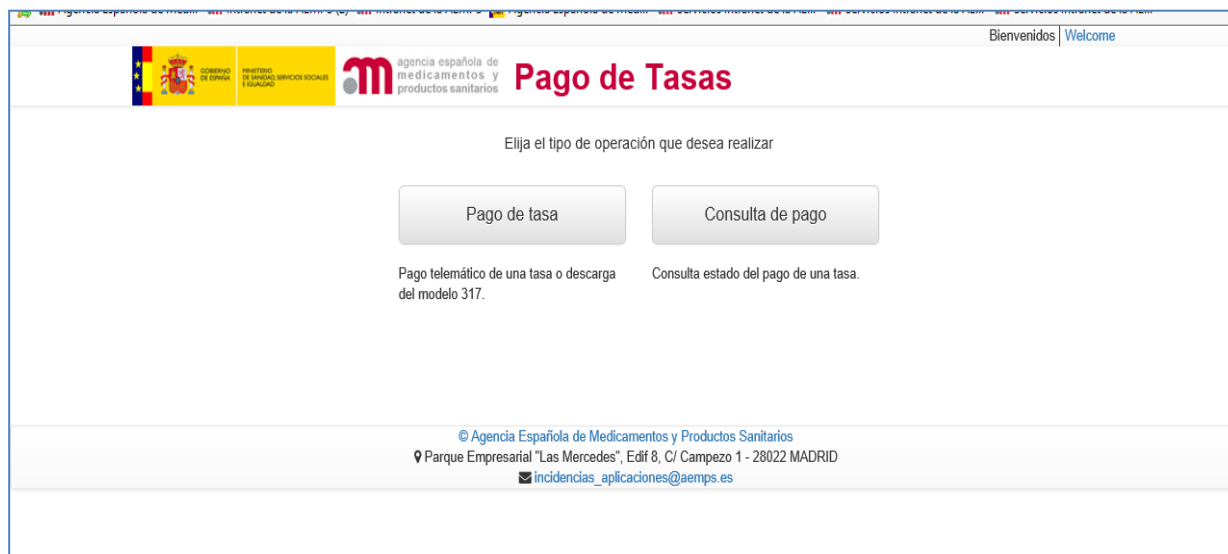 Bienvenidos | Welcome
GOBIERNO
DE ESPAÑA
MINISTERIO
DE SANIDAD, SERVICIOS SOCIALES
E IGUALDAD
agencia española de
medicamentos y
productos sanitarios
Pago de Tasas
Elija el tipo de operación que desea realizar
Pago de tasa
Consulta de pago
Pago telemático de una tasa o descarga
del modelo 317.
Consulta estado del pago de una tasa.
© Agencia Española de Medicamentos y Productos Sanitarios
Parque Empresarial "Las Mercedes", Edif 8, C/ Campezo 1 - 28022 MADRID
incidencias_aplicaciones@aemps.es